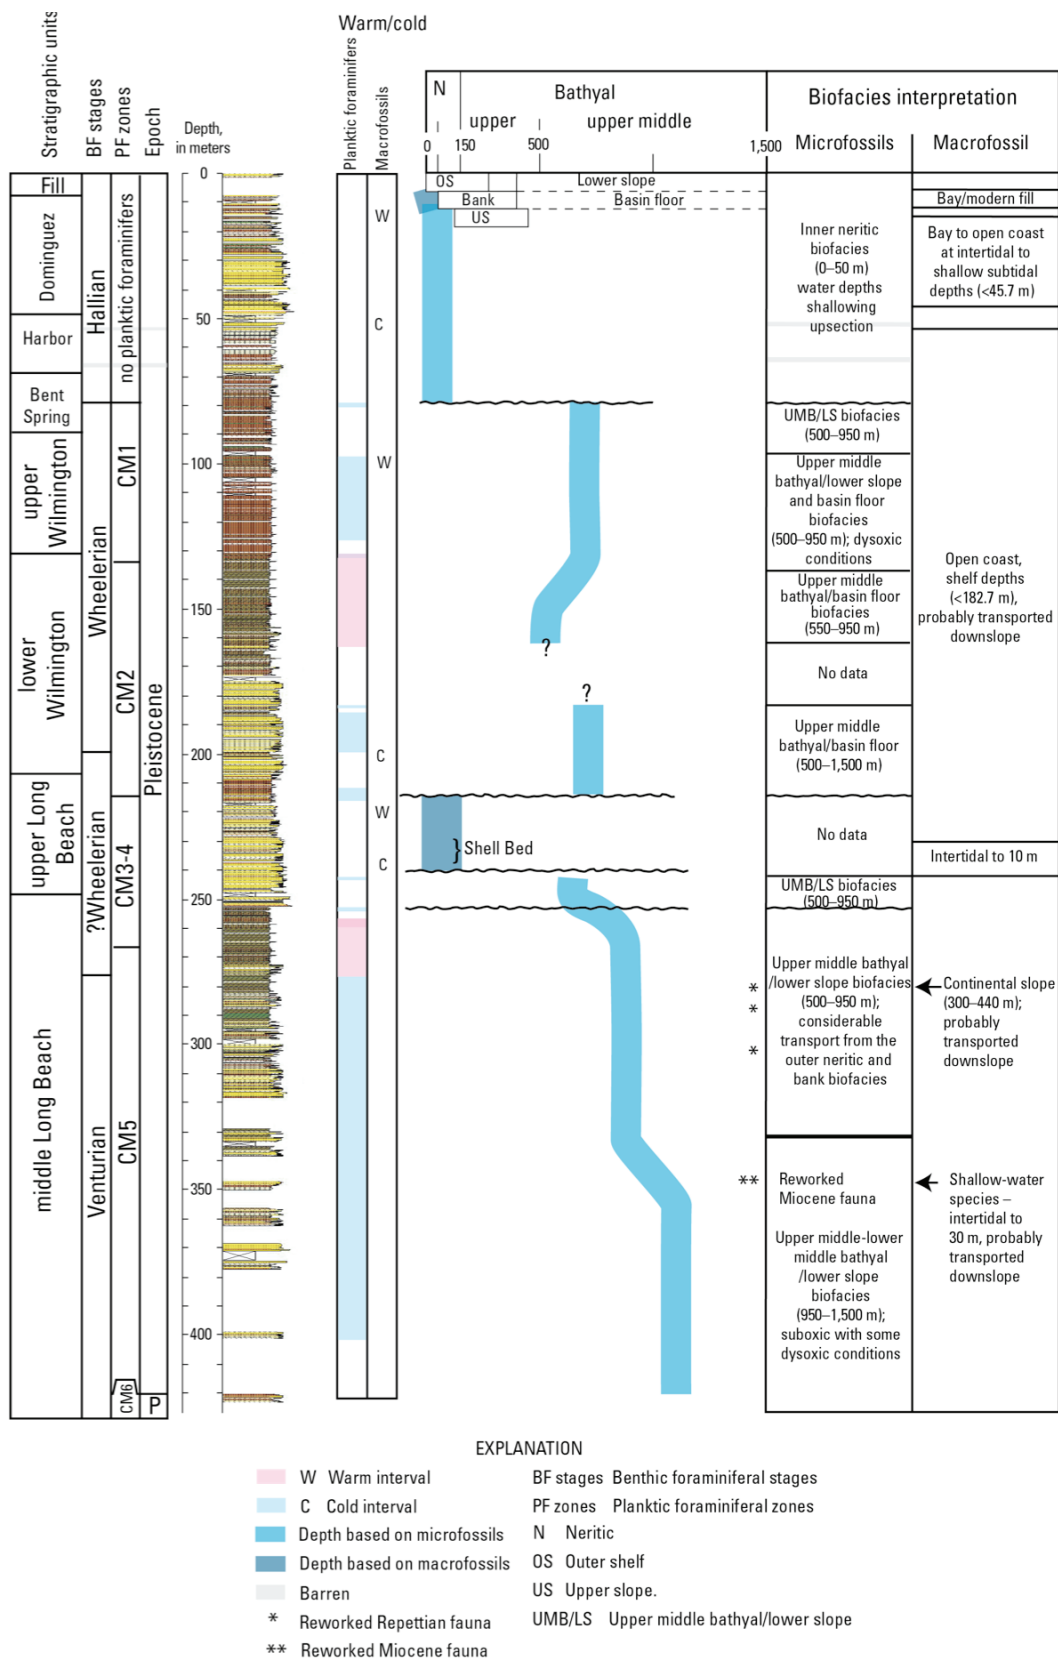 Warm/cold
Stratigraphic units
BF stages
PF zones
Epoch
Depth,
in meters
Planktic foraminifers
Macrofossils
N
Bathyal
upper
upper middle
0
150
500
1,500
OS
Lower slope
Bank
Basin floor
US
Biofacies interpretation
Microfossils
Macrofossil
Fill
Dominguez
Harbor
Bent
Spring
upper
Wilmington
lower
Wilmington
upper Long
Beach
middle Long Beach
Hallian
Wheelerian
?Wheelerian
Venturian
no planktic foraminifers
CM1
CM2
CM3-4
CM5
CM6
Pleistocene
P
0
50
100
150
200
250
300
350
400
W
C
W
C
W
C
?
?
} Shell Bed
*
*
*
**
Inner neritic
biofacies
(0–50 m)
water depths
shallowing
upsection
UMB/LS biofacies
(500–950 m)
Upper middle
bathyal/lower slope
and basin floor
biofacies
(500–950 m); dysoxic
conditions
Upper middle
bathyal/basin floor
biofacies
(550–950 m)
No data
Upper middle
bathyal/basin floor
(500–1,500 m)
No data
UMB/LS biofacies
(500–950 m)
Upper middle bathyal
/lower slope biofacies
(500–950 m);
considerable
transport from the
outer neritic and
bank biofacies
Reworked
Miocene fauna
Upper middle-lower
middle bathyal
/lower slope
biofacies
(950–1,500 m);
suboxic with some
dysoxic conditions
Bay/modern fill
Bay to open coast
at intertidal to
shallow subtidal
depths (<45.7 m)
Open coast,
shelf depths
(<182.7 m),
probably transported
downslope
Intertidal to 10 m
Continental slope
(300–440 m);
probably
transported
downslope
Shallow-water
species –
intertidal to
30 m, probably
transported
downslope
EXPLANATION
W Warm interval
C Cold interval
Depth based on microfossils
Depth based on macrofossils
Barren
* Reworked Repettian fauna
** Reworked Miocene fauna
BF stages Benthic foraminiferal stages
PF zones Planktic foraminiferal zones
N Neritic
OS Outer shelf
US Upper slope.
UMB/LS Upper middle bathyal/lower slope